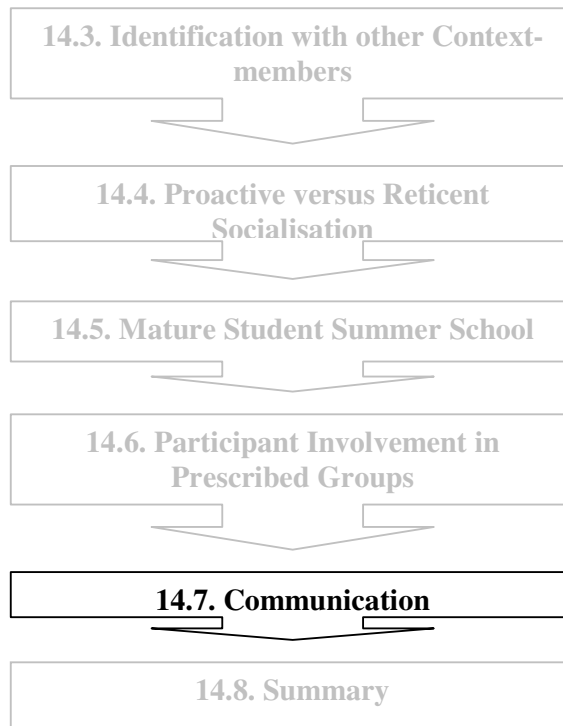 14.3. Identification with other Context-
members
14.4. Proactive versus Reticent
Socialisation
14.5. Mature Student Summer School
14.6. Participant Involvement in
Prescribed Groups
14.7. Communication
14.8. Summary